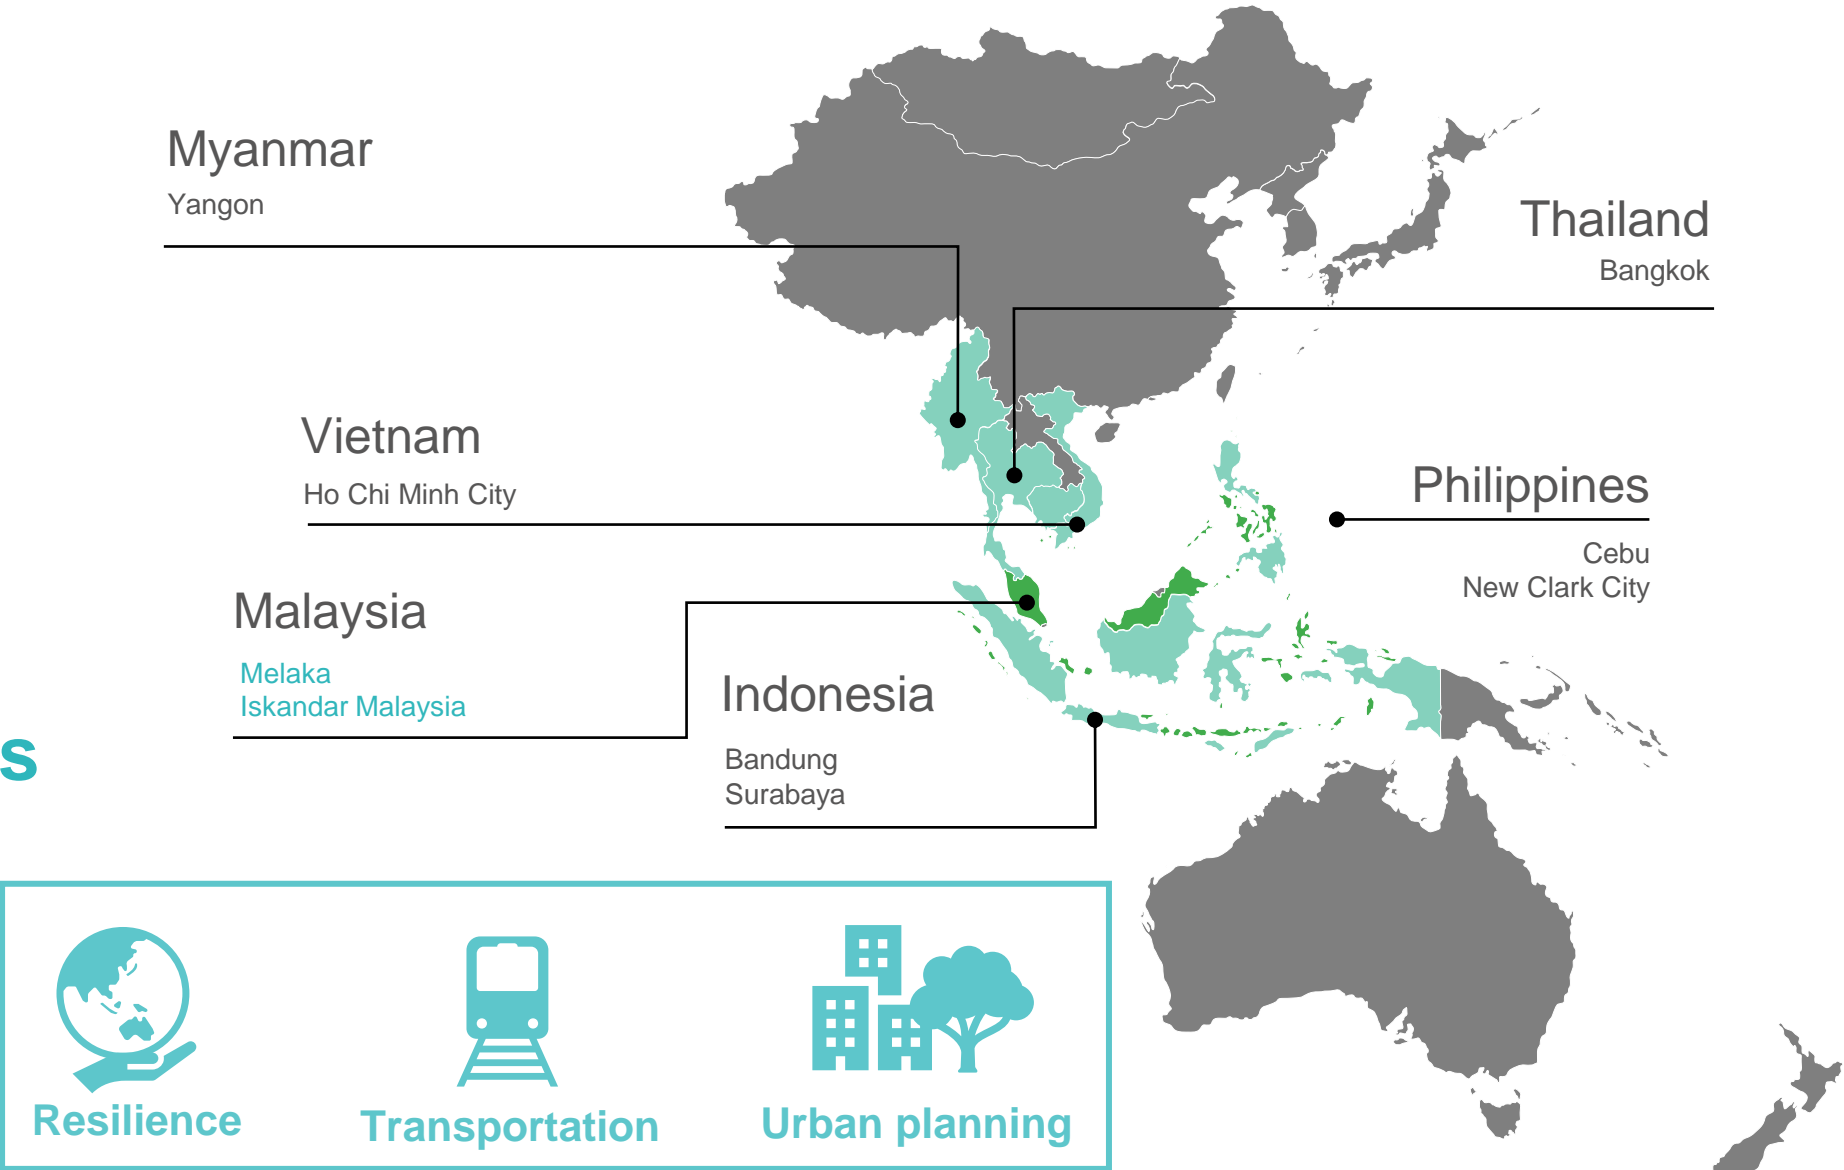 Myanmar
Yangon
Thailand
Bangkok
Vietnam
Ho Chi Minh City
Philippines
Cebu
New Clark City
Malaysia
Melaka
Iskandar Malaysia
Indonesia
Bandung
Surabaya
s
Resilience
Transportation
Urban planning